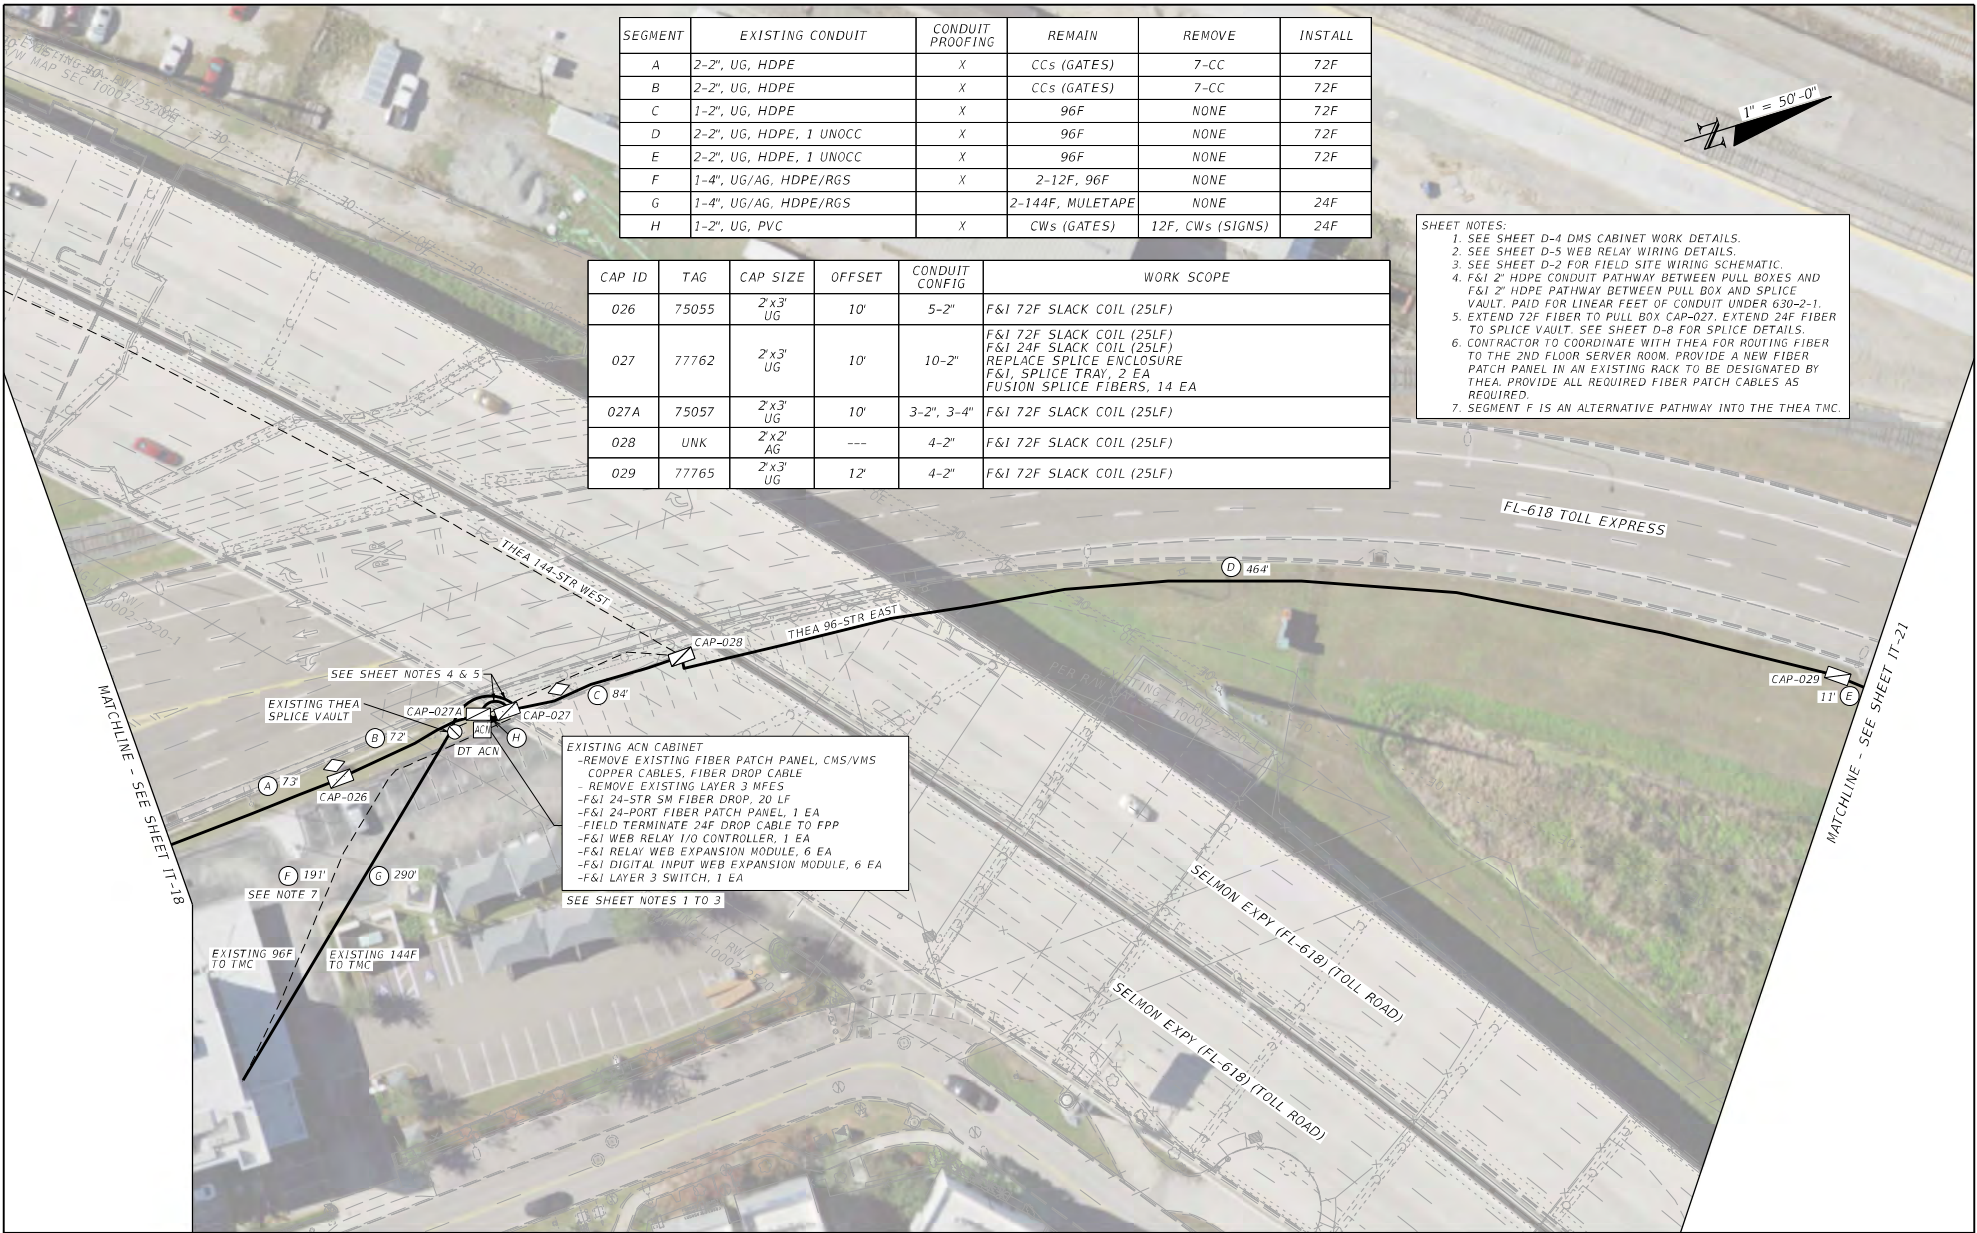 SEGMENT EXISTING CONDUIT CONDUIT PROOFING REMAIN REMOVE INSTALL
A 2-2", UG, HDPE X CCs (GATES) 7-CC 72F
B 2-2", UG, HDPE X CCs (GATES) 7-CC 72F
C 1-2", UG, HDPE X 96F NONE 72F
D 2-2", UG, HDPE, 1 UNOCC X 96F NONE 72F
E 2-2", UG, HDPE, 1 UNOCC X 96F NONE 72F
F 1-4", UG/AG, HDPE/RGS X 2-12F, 96F NONE
G 1-4", UG/AG, HDPE/RGS 2-144F, MULETAPE NONE 24F
H 1-2", UG, PVC X CWs (GATES) 12F, CWs (SIGNS) 24F
1" = 50'-0"
N
CAP ID TAG CAP SIZE OFFSET CONDUIT CONFIG WORK SCOPE
026 75055 2'x3' UG 10' 5-2" F&I 72F SLACK COIL (25LF)
027 77762 2'x3' UG 10' 10-2" F&I 72F SLACK COIL (25LF)
F&I 24F SLACK COIL (25LF)
REPLACE SPLICE ENCLOSURE
F&I, SPLICE TRAY, 2 EA
FUSION SPLICE FIBERS, 14 EA
027A 75057 2'x3' UG 10' 3-2", 3-4" F&I 72F SLACK COIL (25LF)
028 UNK 2'x2' AG --- 4-2" F&I 72F SLACK COIL (25LF)
029 77765 2'x3' UG 12' 4-2" F&I 72F SLACK COIL (25LF)
SHEET NOTES:
1. SEE SHEET D-4 DMS CABINET WORK DETAILS.
2. SEE SHEET D-5 WEB RELAY WIRING DETAILS.
3. SEE SHEET D-2 FOR FIELD SITE WIRING SCHEMATIC.
4. F&I 2" HDPE CONDUIT PATHWAY BETWEEN PULL BOXES AND
F&I 2" HDPE PATHWAY BETWEEN PULL BOX AND SPLICE
VAULT. PAID FOR LINEAR FEET OF CONDUIT UNDER 630-2-1.
5. EXTEND 72F FIBER TO PULL BOX CAP-027. EXTEND 24F FIBER
TO SPLICE VAULT. SEE SHEET D-8 FOR SPLICE DETAILS.
6. CONTRACTOR TO COORDINATE WITH THEA FOR ROUTING FIBER
TO THE 2ND FLOOR SERVER ROOM. PROVIDE A NEW FIBER
PATCH PANEL IN AN EXISTING RACK TO BE DESIGNATED BY
THEA. PROVIDE ALL REQUIRED FIBER PATCH CABLES AS
REQUIRED.
7. SEGMENT F IS AN ALTERNATIVE PATHWAY INTO THE THEA TMC.
FL-618 TOLL EXPRESS
THEA 144-STR WEST
D 464'
THEA 96-STR EAST
CAP-028
SEE SHEET NOTES 4 & 5
CAP-029
11' E
C 84'
EXISTING THEA
SPLICE VAULT
CAP-027A
CAP-027
ACN
H
B 72'
DT ACN
A 73'
CAP-026
MATCHLINE - SEE SHEET IT-18
MATCHLINE - SEE SHEET IT-21
EXISTING ACN CABINET
-REMOVE EXISTING FIBER PATCH PANEL, CMS/VMS
COPPER CABLES, FIBER DROP CABLE
- REMOVE EXISTING LAYER 3 MFES
-F&I 24-STR SM FIBER DROP, 20 LF
-F&I 24-PORT FIBER PATCH PANEL, 1 EA
-FIELD TERMINATE 24F DROP CABLE TO FPP
-F&I WEB RELAY I/O CONTROLLER, 1 EA
-F&I RELAY WEB EXPANSION MODULE, 6 EA
-F&I DIGITAL INPUT WEB EXPANSION MODULE, 6 EA
-F&I LAYER 3 SWITCH, 1 EA
SEE SHEET NOTES 1 TO 3
F 191'
SEE NOTE 7
G 290'
EXISTING 96F
TO TMC
EXISTING 144F
TO TMC
SELMON EXPY (FL-618) (TOLL ROAD)
SELMON EXPY (FL-618) (TOLL ROAD)